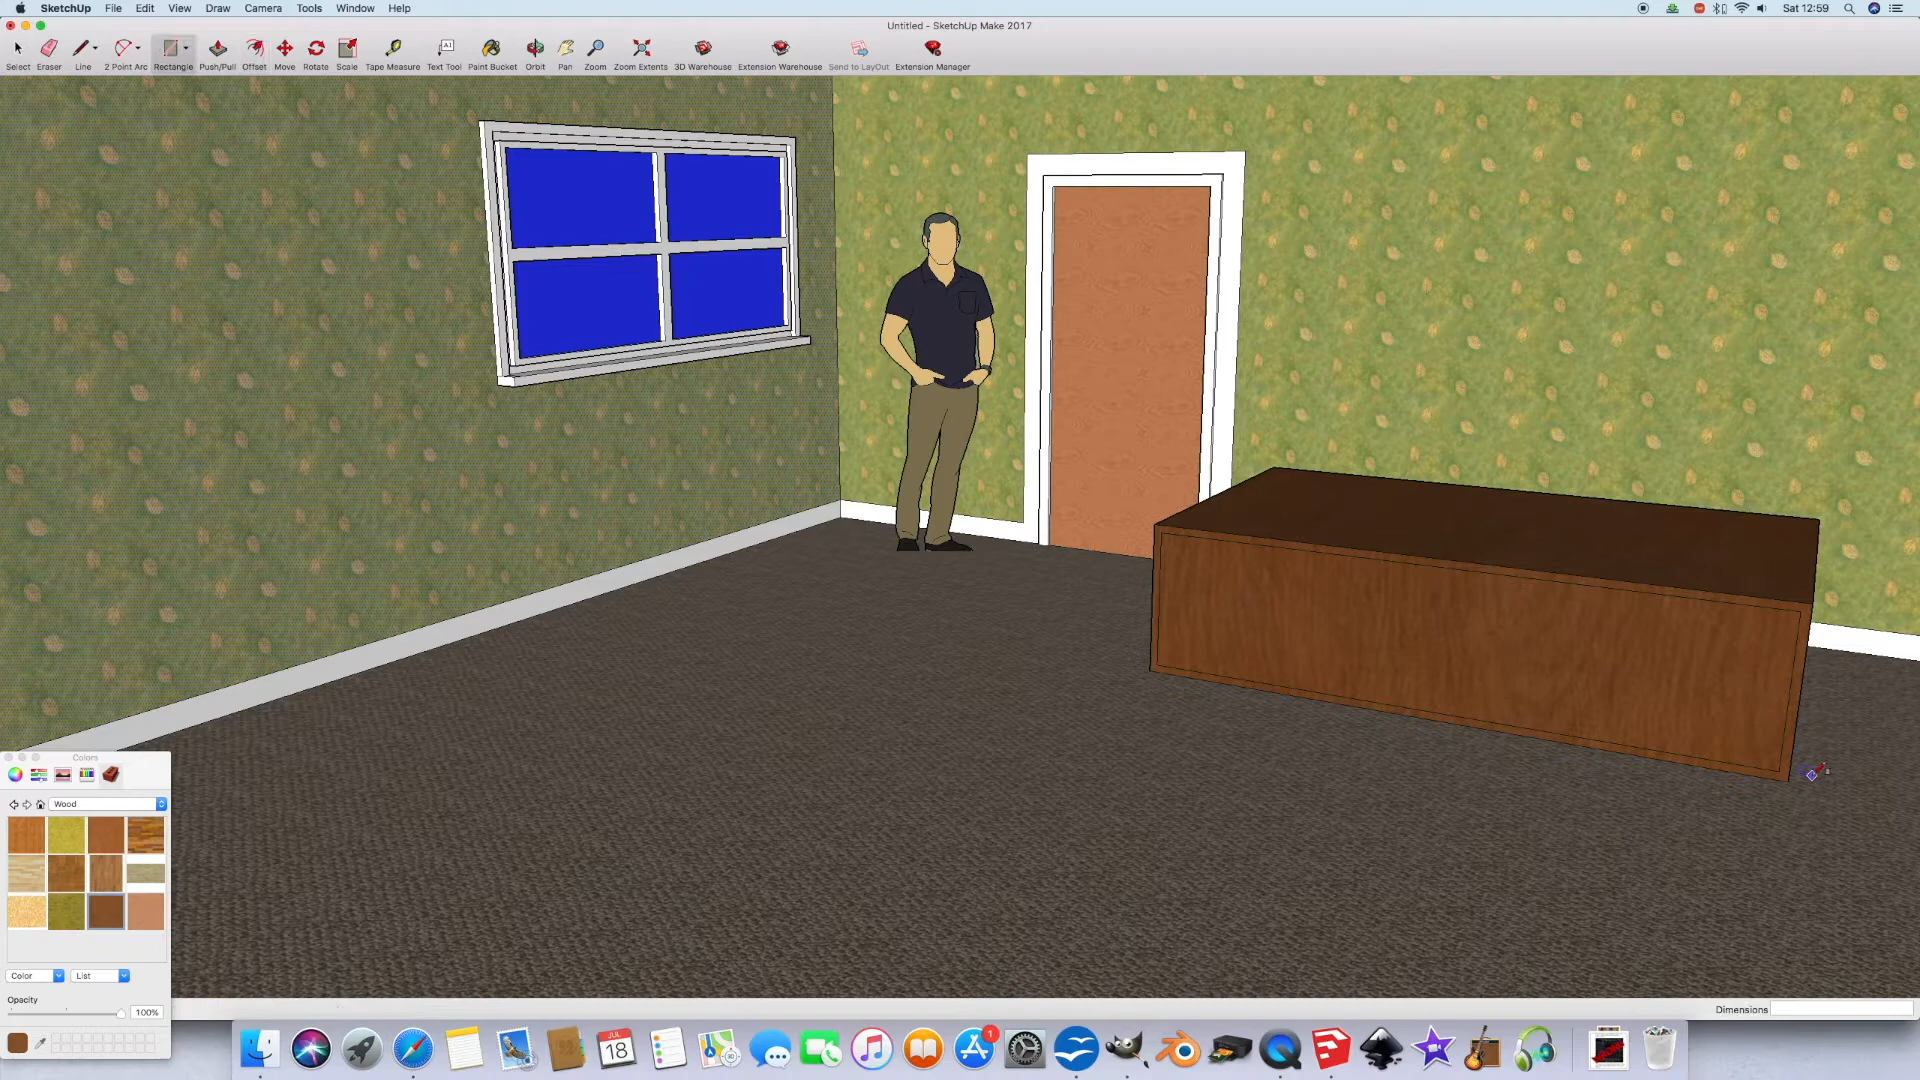 SketchUp File Edit View Draw Camera Tools Window Help Sat 12:59
Untitled - SketchUp Make 2017
Select Eraser Line 2 Point Arc Rectangle Push/Pull Offset Move Rotate Scale Tape Measure Text Tool Paint Bucket Orbit Pan Zoom Zoom Extents 3D Warehouse Extension Warehouse Send to LayOut Extension Manager
Colors
Wood
Color List
Opacity
100%
Dimensions
JUL
18
1